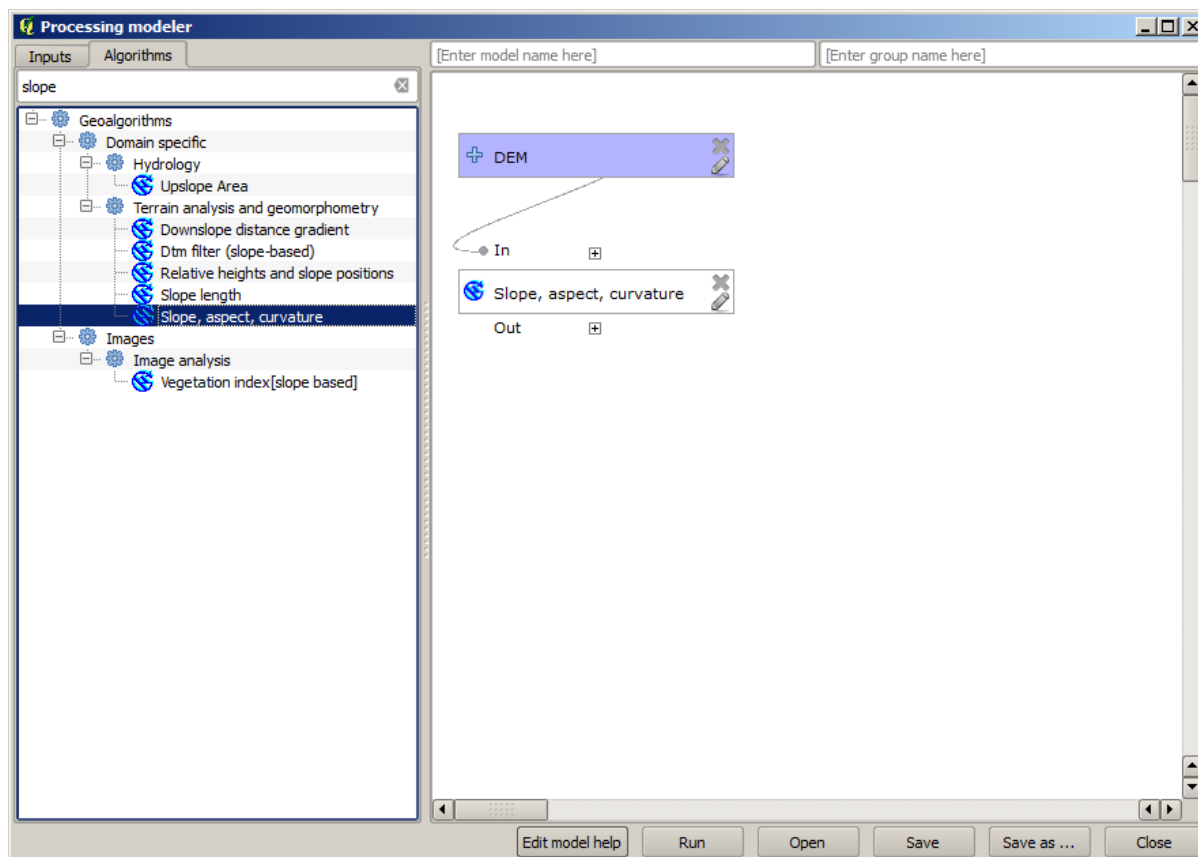 Processing modeler
Inputs
Algorithms
[Enter model name here]
[Enter group name here]
slope
Geoalgorithms
Domain specific
Hydrology
Upslope Area
Terrain analysis and geomorphometry
Downslope distance gradient
Dtm filter (slope-based)
Relative heights and slope positions
Slope length
Slope, aspect, curvature
Images
Image analysis
Vegetation index[slope based]
DEM
In
Slope, aspect, curvature
Out
Edit model help
Run
Open
Save
Save as ...
Close